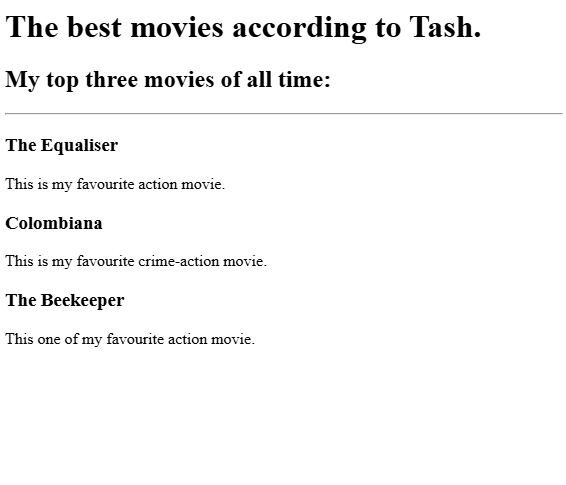 The best movies according to Tash.
My top three movies of all time:
The Equaliser
This is my favourite action movie.
Colombiana
This is my favourite crime-action movie.
The Beekeeper
This one of my favourite action movie.